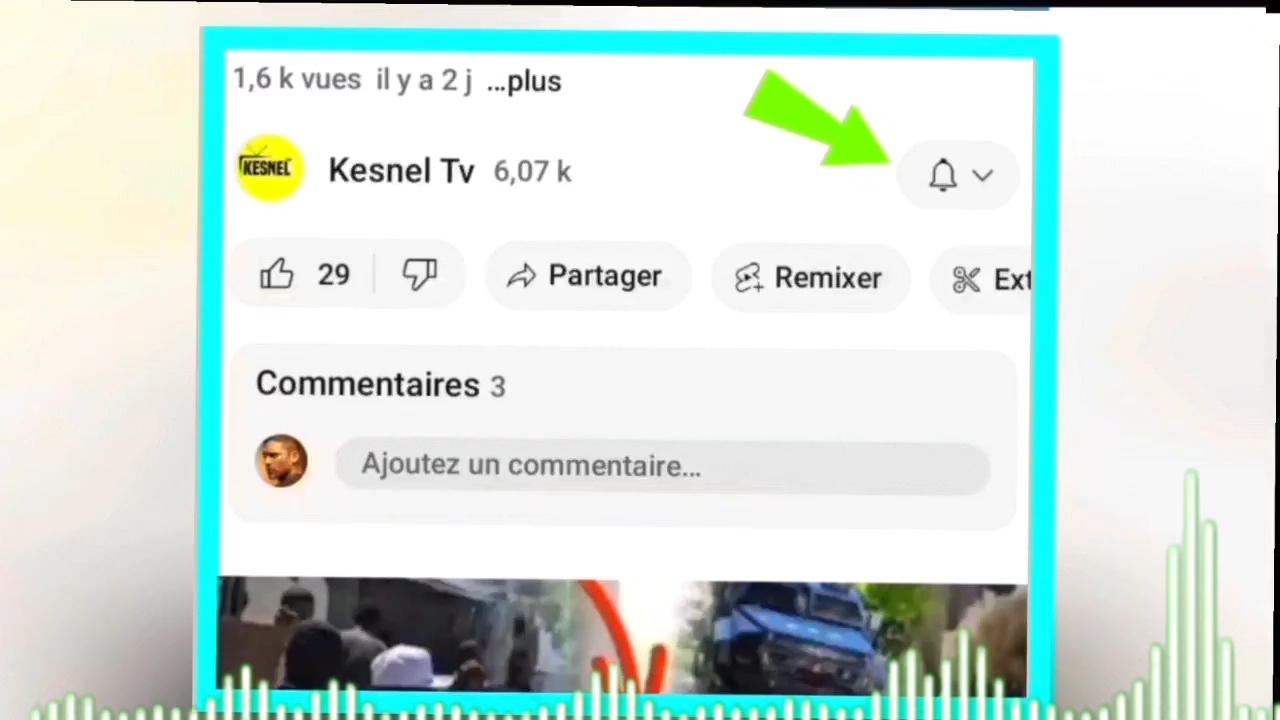 1,6 k vues il y a 2 j ...plus
KESNEL
Kesnel Tv 6,07 k
29 Partager Remixer Ext
Commentaires 3
Ajoutez un commentaire...